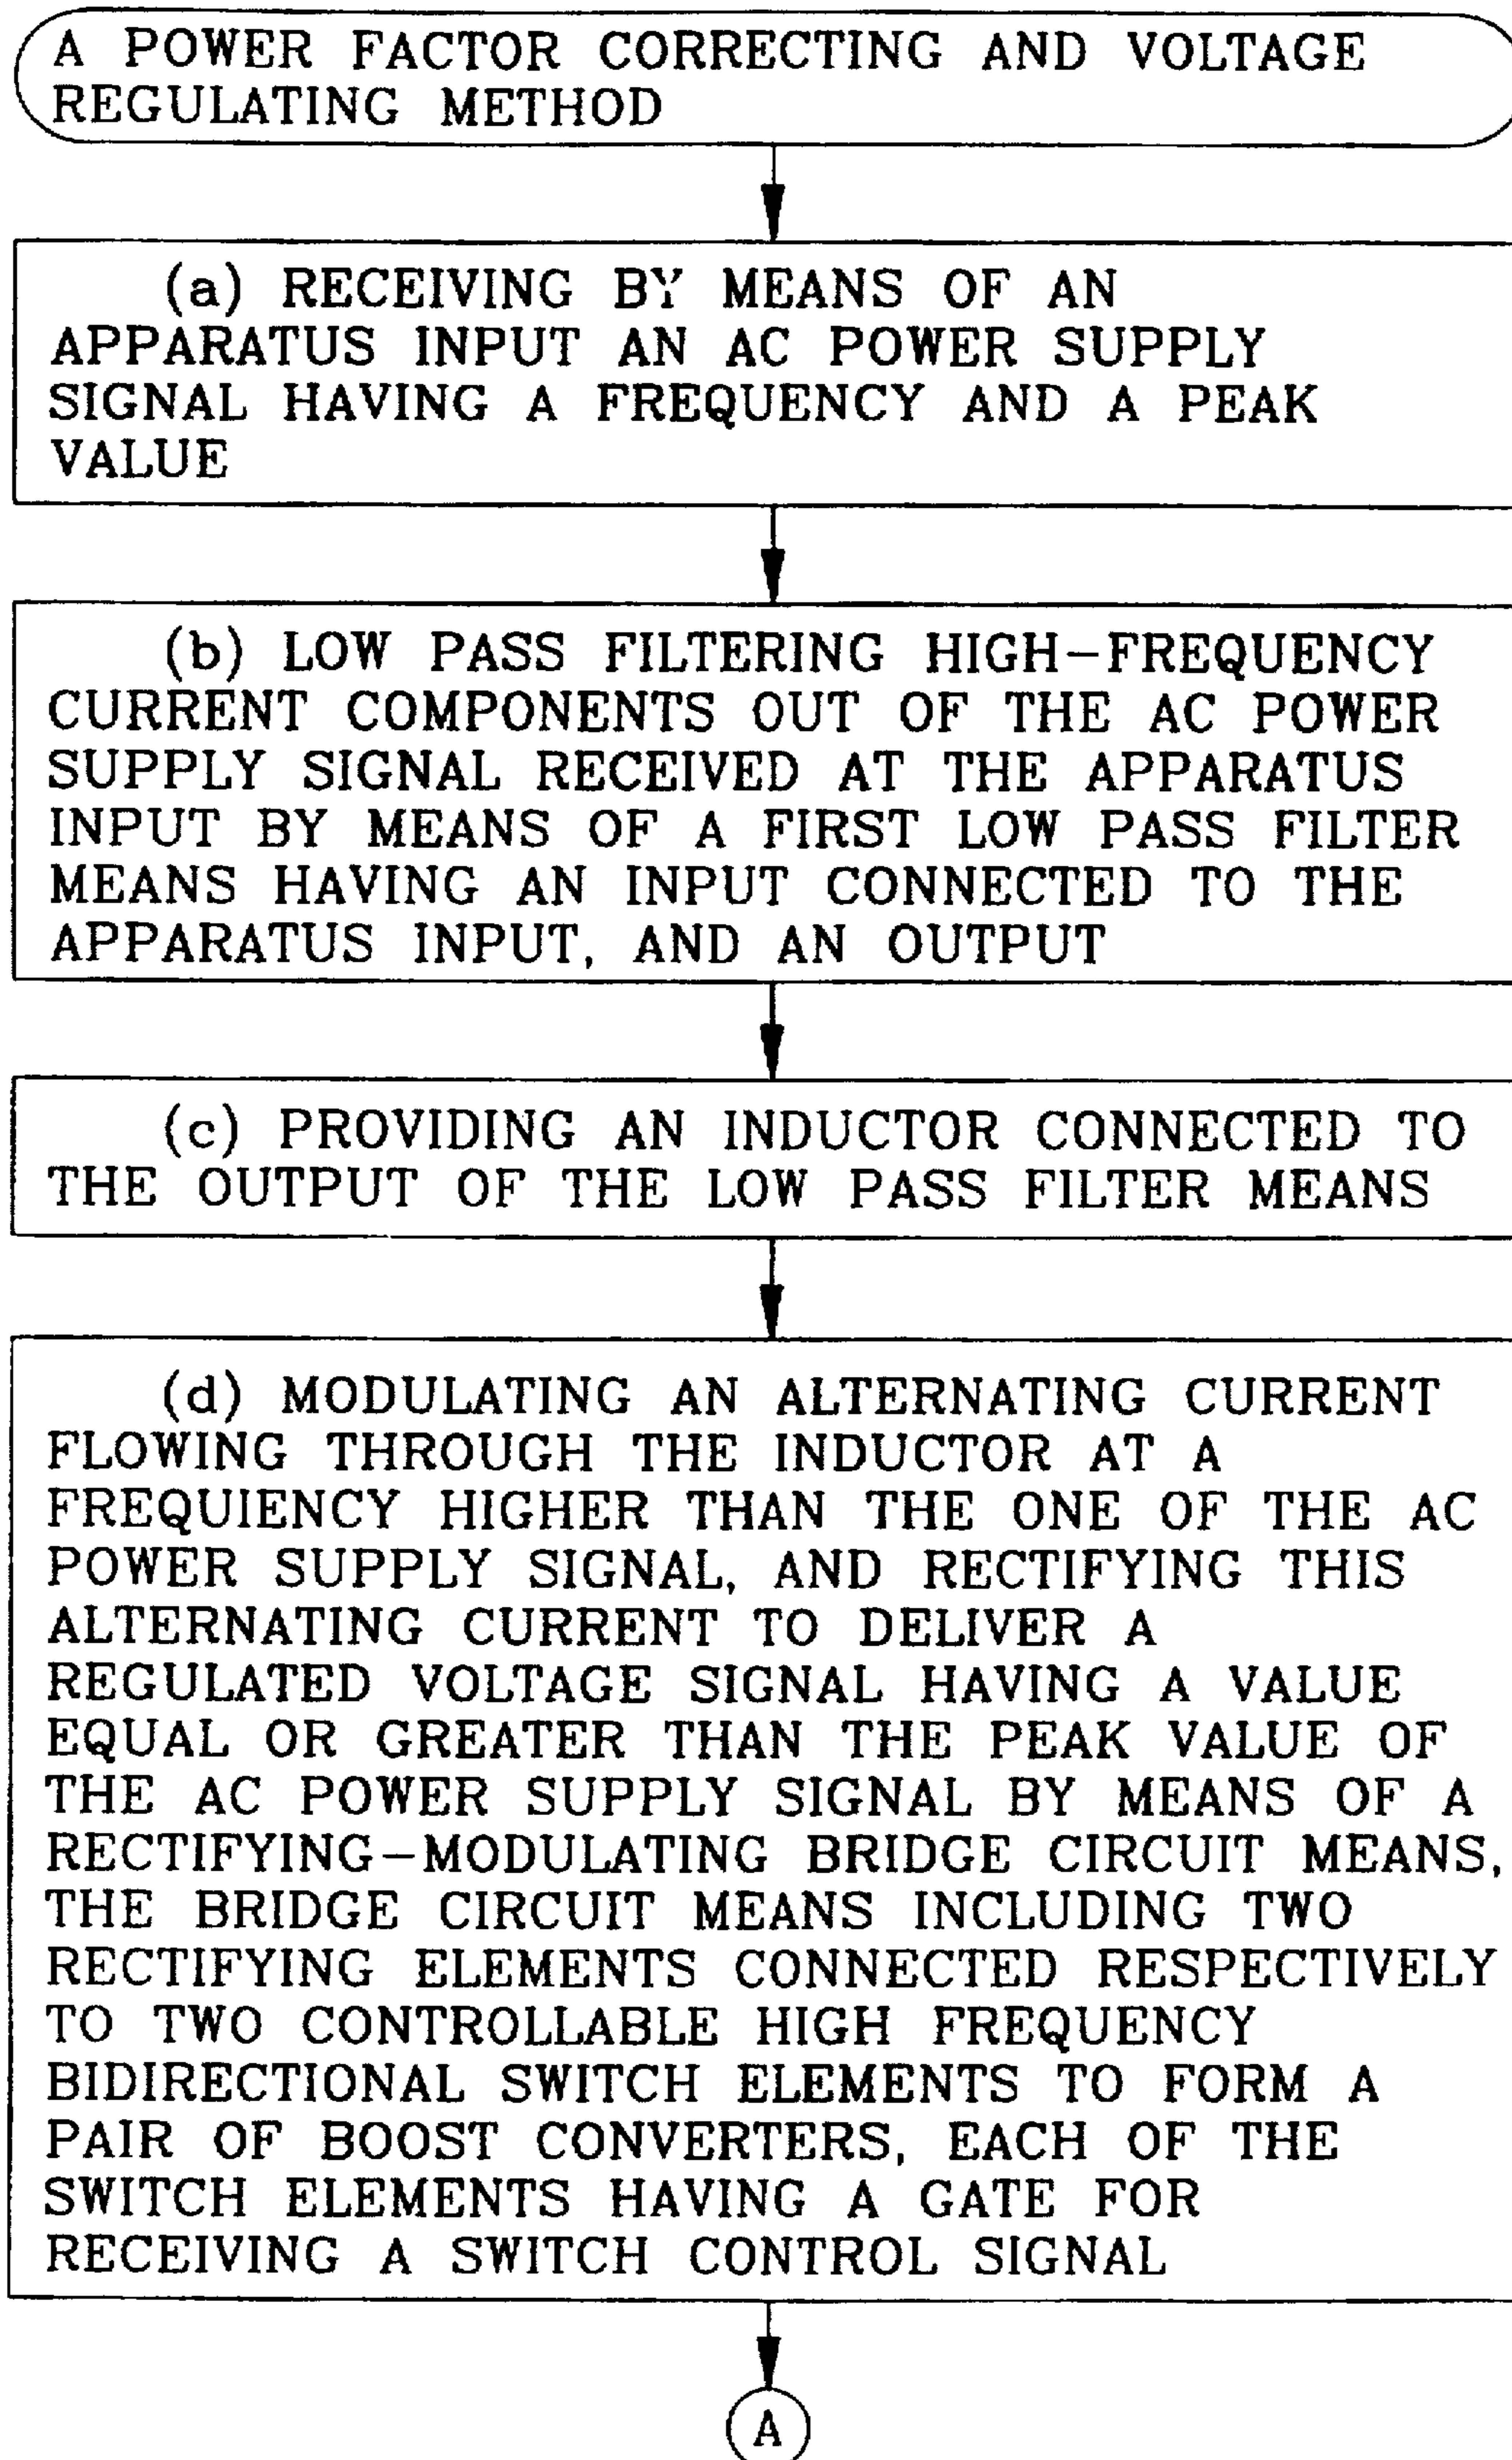 A POWER FACTOR CORRECTING AND VOLTAGE
REGULATING METHOD
(a) RECEIVING BY MEANS OF AN
APPARATUS INPUT AN AC POWER SUPPLY
SIGNAL HAVING A FREQUENCY AND A PEAK
VALUE
(b) LOW PASS FILTERING HIGH-FREQUENCY
CURRENT COMPONENTS OUT OF THE AC POWER
SUPPLY SIGNAL RECEIVED AT THE APPARATUS
INPUT BY MEANS OF A FIRST LOW PASS FILTER
MEANS HAVING AN INPUT CONNECTED TO THE
APPARATUS INPUT, AND AN OUTPUT
(c) PROVIDING AN INDUCTOR CONNECTED TO
THE OUTPUT OF THE LOW PASS FILTER MEANS
(d) MODULATING AN ALTERNATING CURRENT
FLOWING THROUGH THE INDUCTOR AT A
FREQUIENCY HIGHER THAN THE ONE OF THE AC
POWER SUPPLY SIGNAL, AND RECTIFYING THIS
ALTERNATING CURRENT TO DELIVER A
REGULATED VOLTAGE SIGNAL HAVING A VALUE
EQUAL OR GREATER THAN THE PEAK VALUE OF
THE AC POWER SUPPLY SIGNAL BY MEANS OF A
RECTIFYING-MODULATING BRIDGE CIRCUIT MEANS,
THE BRIDGE CIRCUIT MEANS INCLUDING TWO
RECTIFYING ELEMENTS CONNECTED RESPECTIVELY
TO TWO CONTROLLABLE HIGH FREQUENCY
BIDIRECTIONAL SWITCH ELEMENTS TO FORM A
PAIR OF BOOST CONVERTERS, EACH OF THE
SWITCH ELEMENTS HAVING A GATE FOR
RECEIVING A SWITCH CONTROL SIGNAL
A